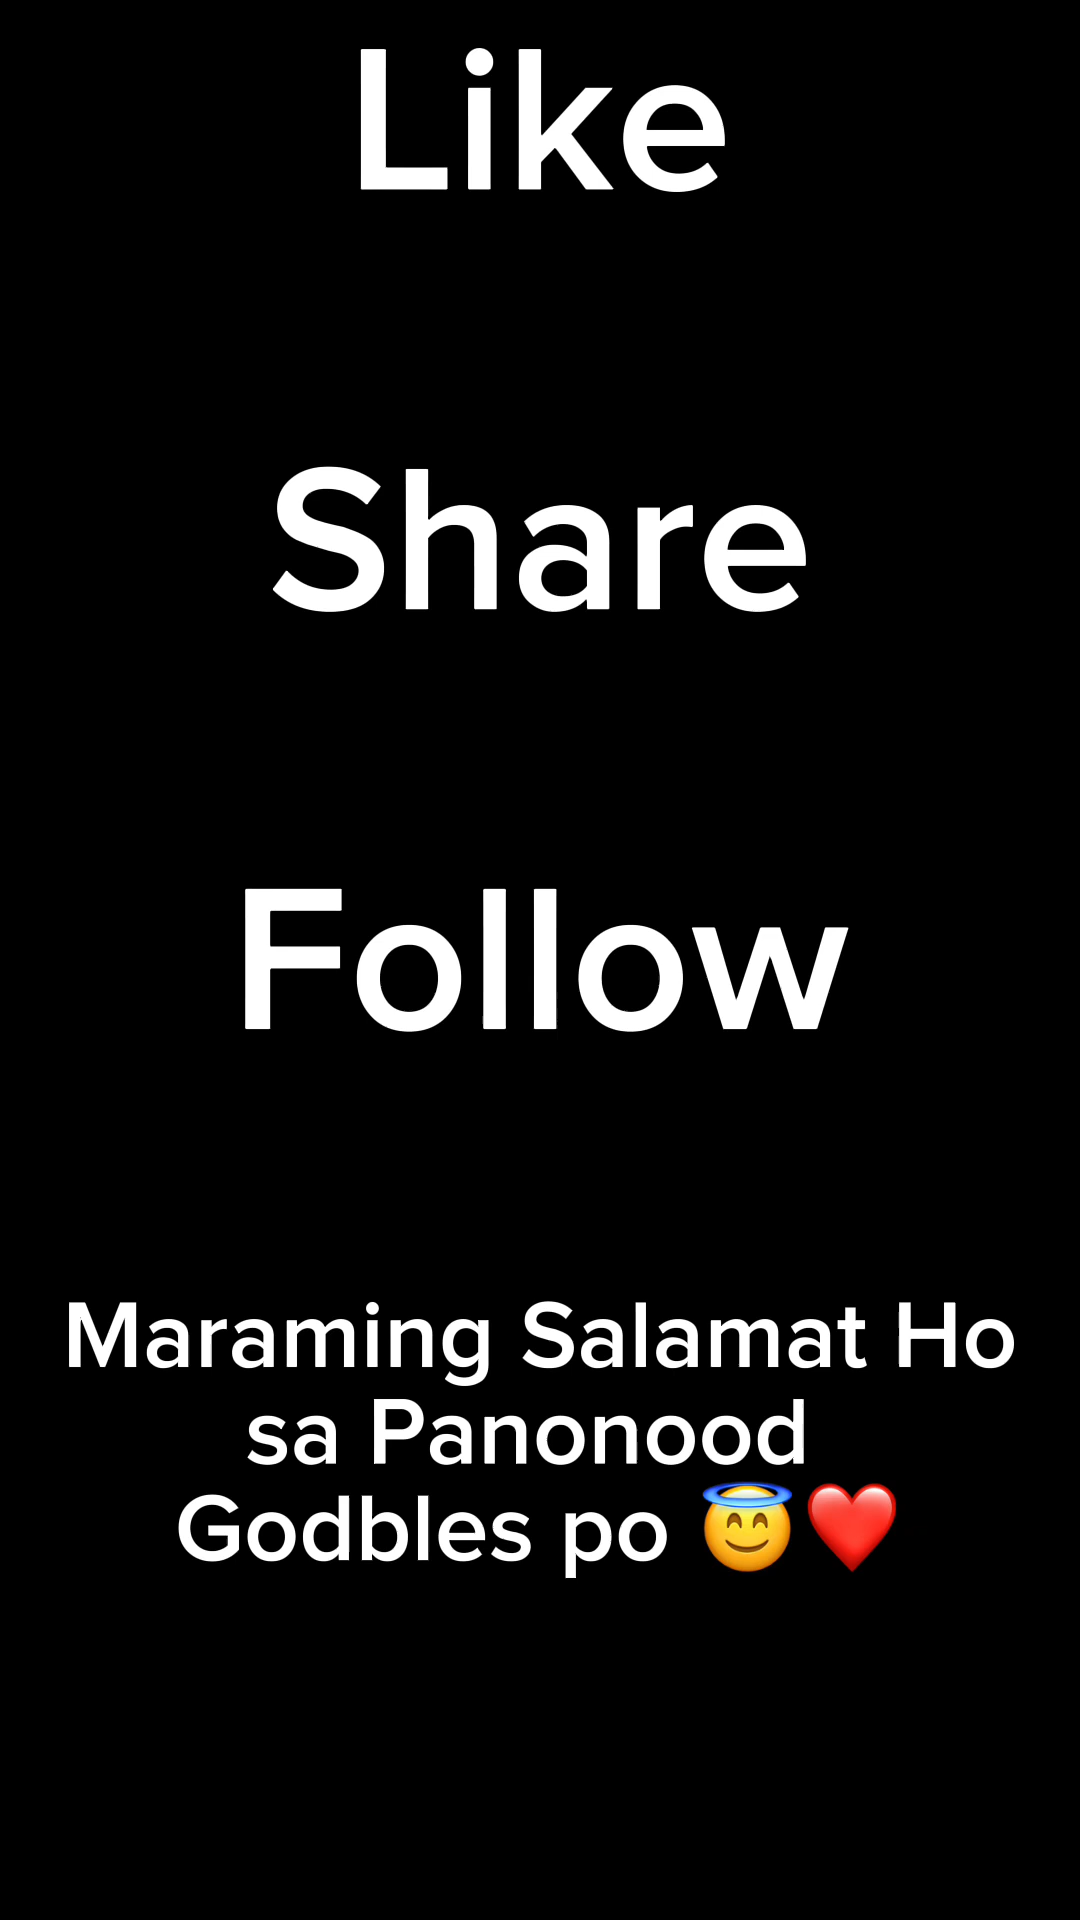 Like
Share
Follow
Maraming Salamat Ho
sa Panonood
Godbles po 😇❤️